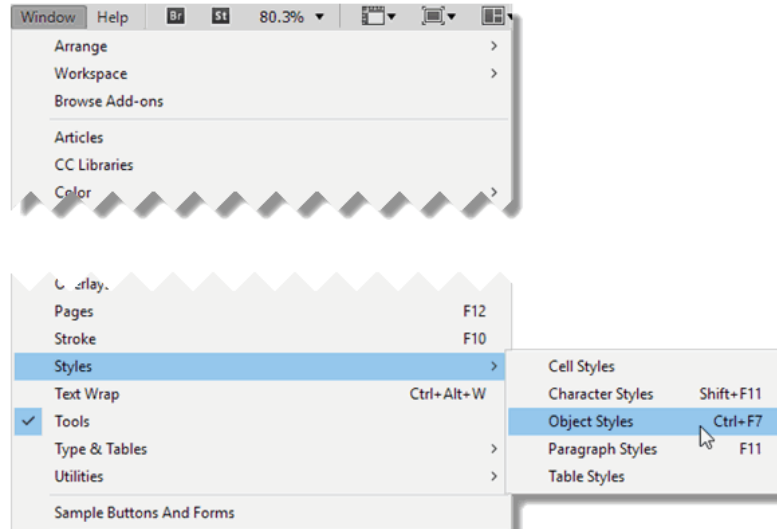 Window Help Br St 80.3%
Arrange
Workspace
Browse Add-ons
Articles
CC Libraries
Color
Pages F12
Stroke F10
Styles
Text Wrap Ctrl+Alt+W
Tools
Type & Tables
Utilities
Sample Buttons And Forms
Cell Styles
Character Styles Shift+F11
Object Styles Ctrl+F7
Paragraph Styles F11
Table Styles